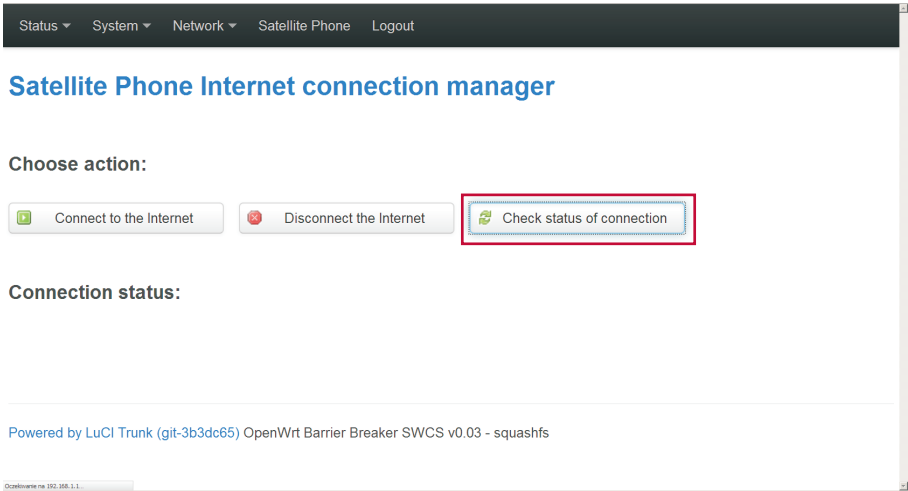 Status System Network Satellite Phone Logout
Satellite Phone Internet connection manager
Choose action:
Connect to the Internet Disconnect the Internet Check status of connection
Connection status:
Powered by LuCI Trunk (git-3b3dc65) OpenWrt Barrier Breaker SWCS v0.03 - squashfs
Oczekiwanie na 192.168.1.1...